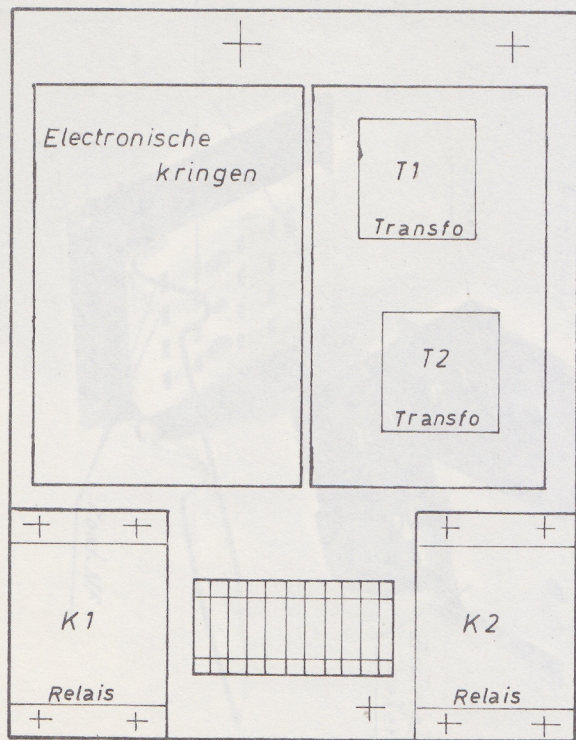 Electronische
kringen
T1
Transfo
T2
Transfo
K1
Relais
K2
Relais